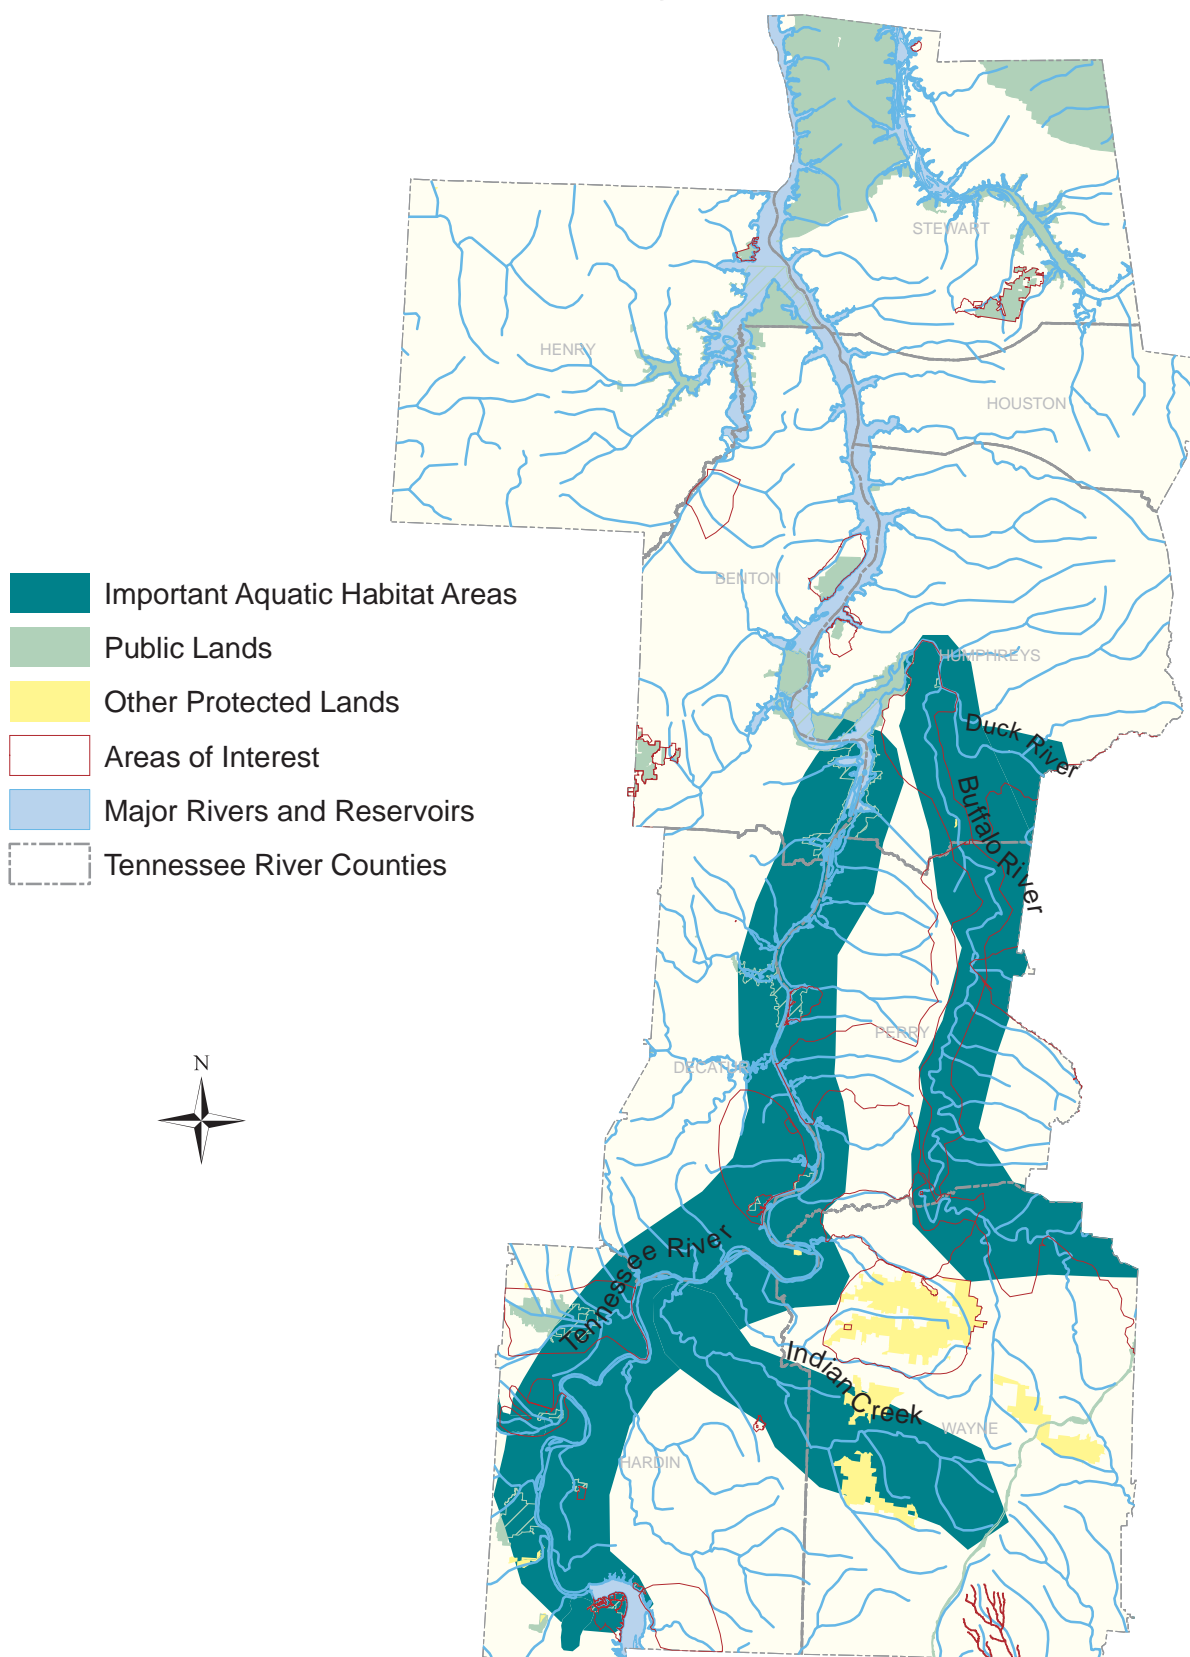 STEWART
HENRY
HOUSTON
BENTON
Important Aquatic Habitat Areas
Public Lands
Other Protected Lands
Areas of Interest
Major Rivers and Reservoirs
Tennessee River Counties
HUMPHREYS
Duck River
Buffalo River
PERRY
DECATUR
N
Tennessee River
Indian Creek
WAYNE
HARDIN